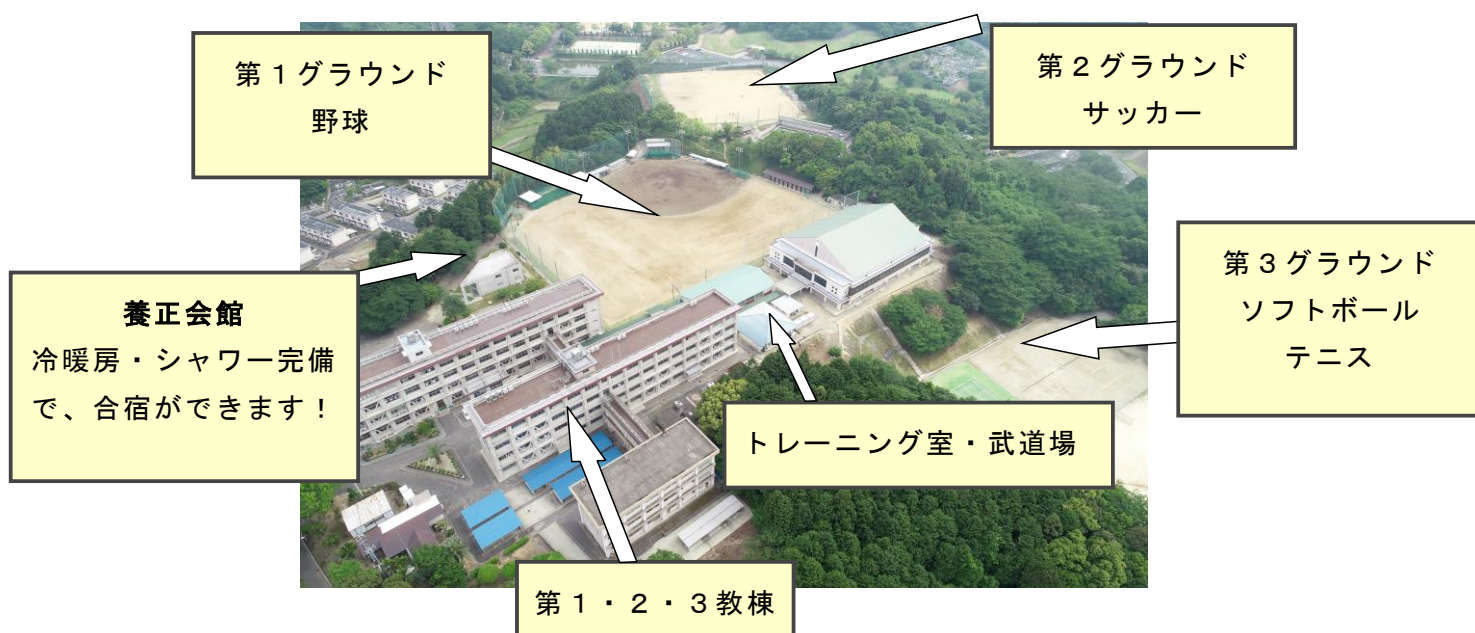 第１グラウンド
野球
第２グラウンド
サッカー
養正会館
冷暖房・シャワー完備
で、合宿ができます！
第３グラウンド
ソフトボール
テニス
トレーニング室・武道場
第１・２・３教棟